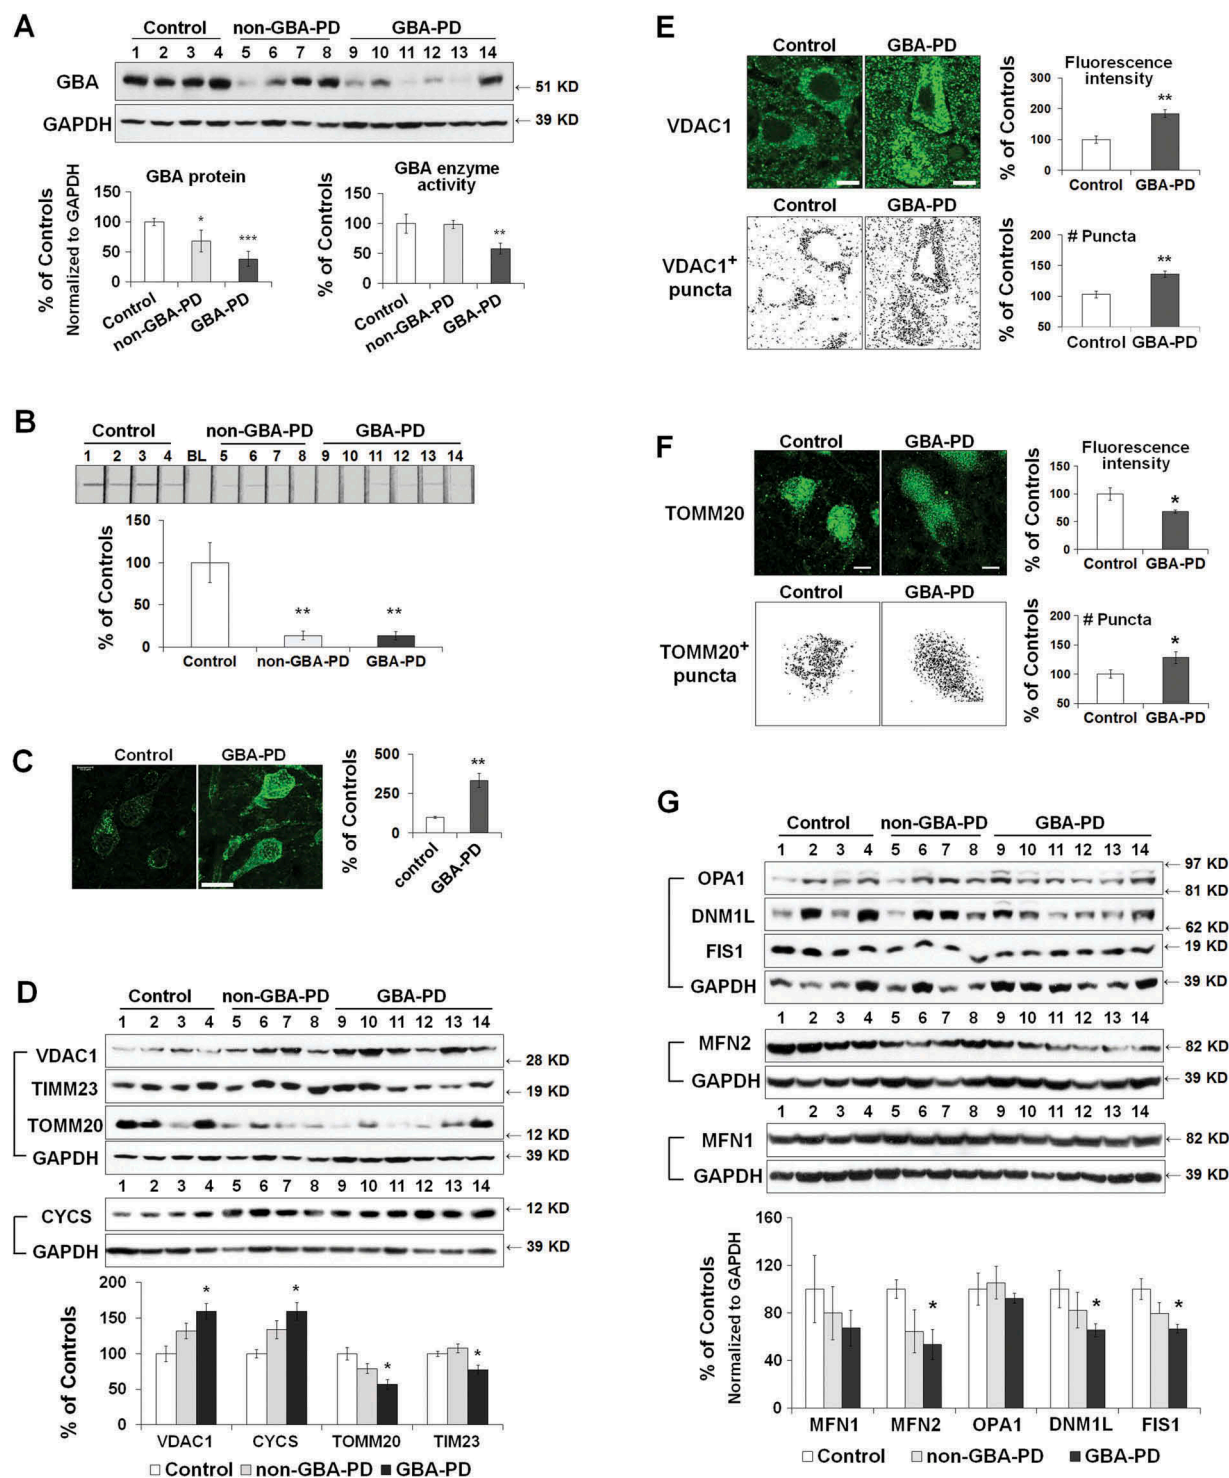 A
Control non-GBA-PD GBA-PD
1 2 3 4 5 6 7 8 9 10 11 12 13 14
GBA
← 51 KD
GAPDH
← 39 KD
GBA protein
% of Controls
Normalized to GAPDH
150
100
50
0
*
***
Control
non-GBA-PD
GBA-PD
GBA enzyme
activity
% of Controls
150
100
50
0
**
Control
non-GBA-PD
GBA-PD
B
Control non-GBA-PD GBA-PD
1 2 3 4 BL 5 6 7 8 9 10 11 12 13 14
% of Controls
150
100
50
0
** **
Control non-GBA-PD GBA-PD
C
Control GBA-PD
% of Controls
500
250
0
**
control
GBA-PD
D
Control non-GBA-PD GBA-PD
1 2 3 4 5 6 7 8 9 10 11 12 13 14
VDAC1
← 28 KD
TIMM23
← 19 KD
TOMM20
← 12 KD
GAPDH
← 39 KD
1 2 3 4 5 6 7 8 9 10 11 12 13 14
CYCS
← 12 KD
GAPDH
← 39 KD
% of Controls
200
150
100
50
0
* * * *
VDAC1 CYCS TOMM20 TIM23
Control non-GBA-PD GBA-PD
E
Control GBA-PD
VDAC1
Fluorescence
intensity
% of Controls
300
200
100
0
**
Control GBA-PD
Control GBA-PD
VDAC1+
puncta
# Puncta
% of Controls
200
150
100
50
**
Control GBA-PD
F
Control GBA-PD
TOMM20
Fluorescence
intensity
% of Controls
150
100
50
0
*
Control GBA-PD
Control GBA-PD
TOMM20+
puncta
# Puncta
% of Controls
200
150
100
50
*
Control GBA-PD
G
Control non-GBA-PD GBA-PD
1 2 3 4 5 6 7 8 9 10 11 12 13 14
← 97 KD
OPA1
← 81 KD
DNM1L
← 62 KD
FIS1
← 19 KD
GAPDH
← 39 KD
1 2 3 4 5 6 7 8 9 10 11 12 13 14
MFN2
← 82 KD
GAPDH
← 39 KD
1 2 3 4 5 6 7 8 9 10 11 12 13 14
MFN1
← 82 KD
GAPDH
← 39 KD
% of Controls
Normalized to GAPDH
160
120
80
40
0
* * *
MFN1 MFN2 OPA1 DNM1L FIS1
Control non-GBA-PD GBA-PD